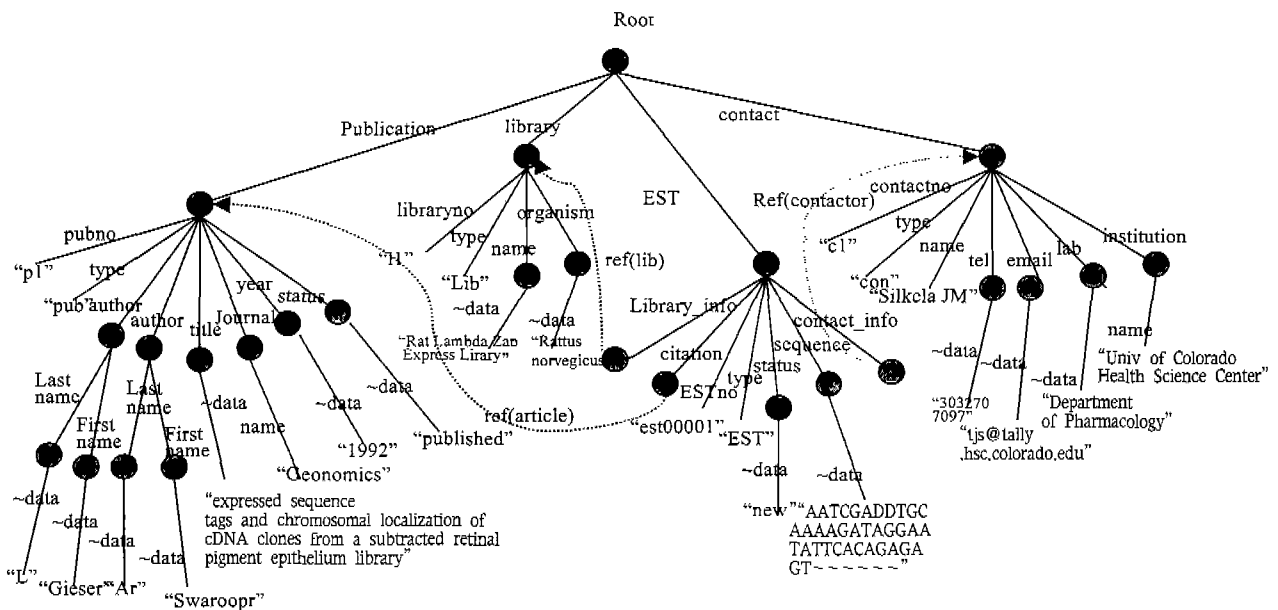 Root
Publication
library
contact
EST
pubno
"p1"
type
"pub"
author
author
title
Journal
year
status
Last
name
First
name
Last
name
First
name
~data
~data
~data
~data
~data
name
~data
~data
"L"
"Gieser"
"Ar"
"Swaroopr"
"expressed sequence
tags and chromosomal localization of
cDNA clones from a subtracted retinal
pigment epithelium library"
"Geonomics"
"1992"
"published"
libraryno
type
name
organism
"Lib"
~data
~data
"Rat Lambda Zap
Express Lirary"
"Rattus
norvegicus"
ref(lib)
ref(article)
Library_info
citation
ESTno
type
status
sequence
contact_info
"est00001"
"EST"
~data
~data
"new"
"AATCGADDTGC
AAAAGATAGGAA
TATTCACAGAGA
GT~~~~~~"
Ref(contactor)
contactno
type
name
tel
email
lab
institution
"c1"
"con"
"Silkela JM"
~data
~data
~data
name
"303270
7097"
"tjs@tally
.hsc.colorado.edu"
"Department
of Pharmacology"
"Univ of Colorado
Health Science Center"